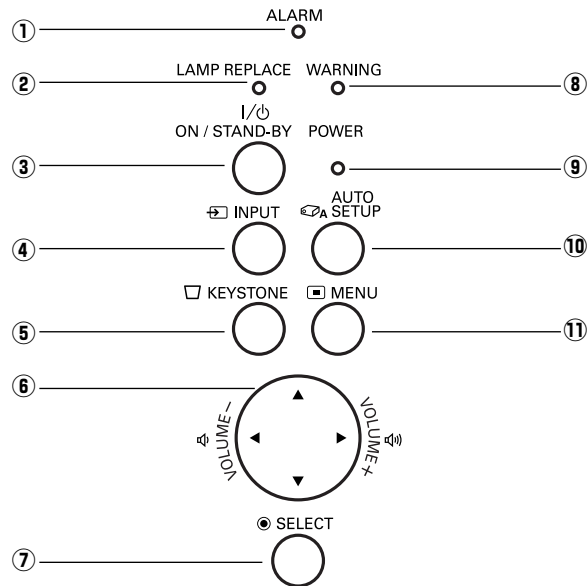 ① ALARM
② LAMP REPLACE WARNING ⑧
I/⏻
ON / STAND-BY POWER
③ ⑨
AUTO
INPUT A SETUP
④ ⑩
KEYSTONE MENU
⑤ ⑪
⑥
VOLUME − VOLUME +
SELECT
⑦